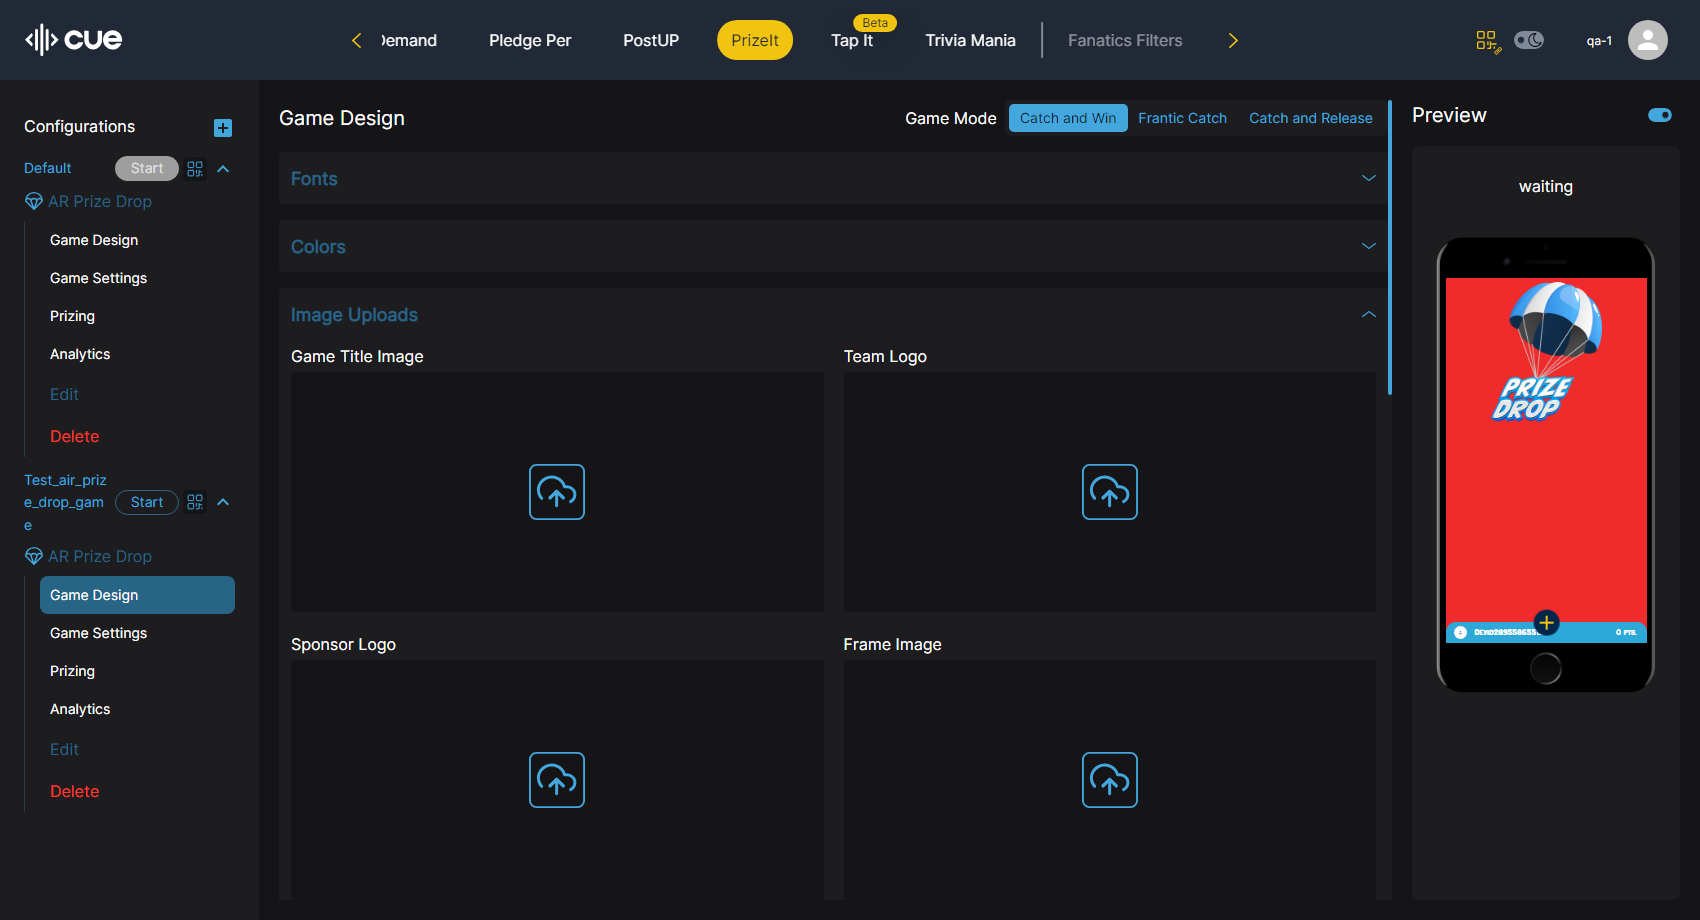 cue
Demand
Pledge Per
PostUP
PrizeIt
Beta
Tap It
Trivia Mania
Fanatics Filters
qa-1
Configurations
Default
Start
AR Prize Drop
Game Design
Game Settings
Prizing
Analytics
Edit
Delete
Test_air_priz
e_drop_gam
e
Start
AR Prize Drop
Game Design
Game Settings
Prizing
Analytics
Edit
Delete
Game Design
Game Mode
Catch and Win
Frantic Catch
Catch and Release
Fonts
Colors
Image Uploads
Game Title Image
Team Logo
Sponsor Logo
Frame Image
Preview
waiting
PRIZE
DROP
0 PTS.